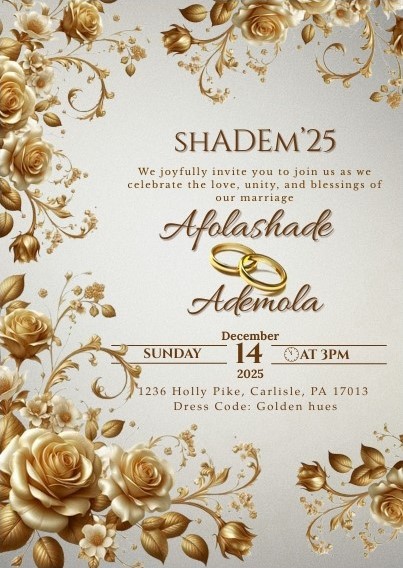 shADEM'25
We joyfully invite you to join us as we
celebrate the love, unity, and blessings of
our marriage
Afolashade
Ademola
December
SUNDAY 14 AT 3PM
2025
1236 Holly Pike, Carlisle, PA 17013
Dress Code: Golden hues